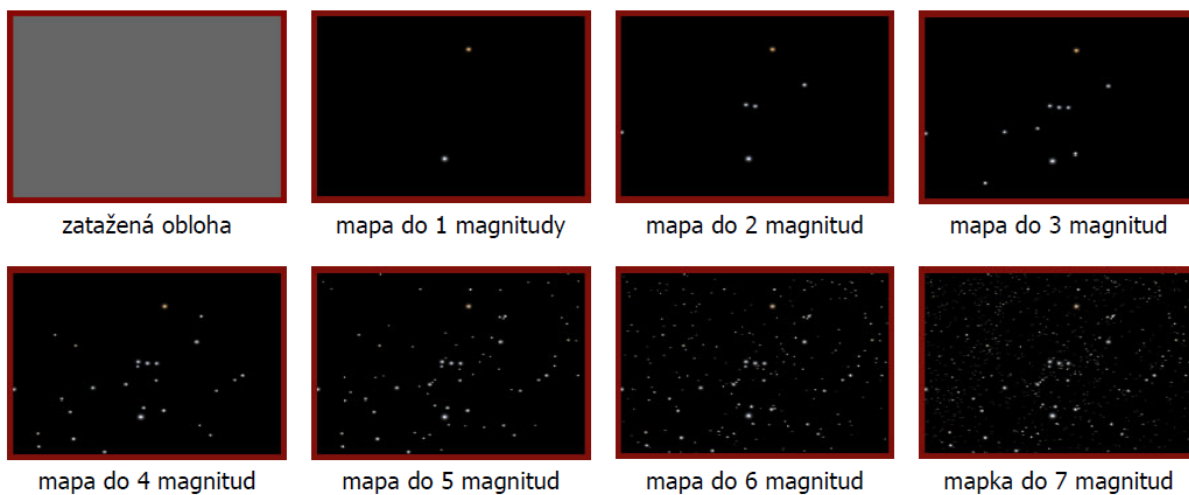 zatažená obloha
mapa do 1 magnitudy
mapa do 2 magnitud
mapa do 3 magnitud
mapa do 4 magnitud
mapa do 5 magnitud
mapa do 6 magnitud
mapka do 7 magnitud